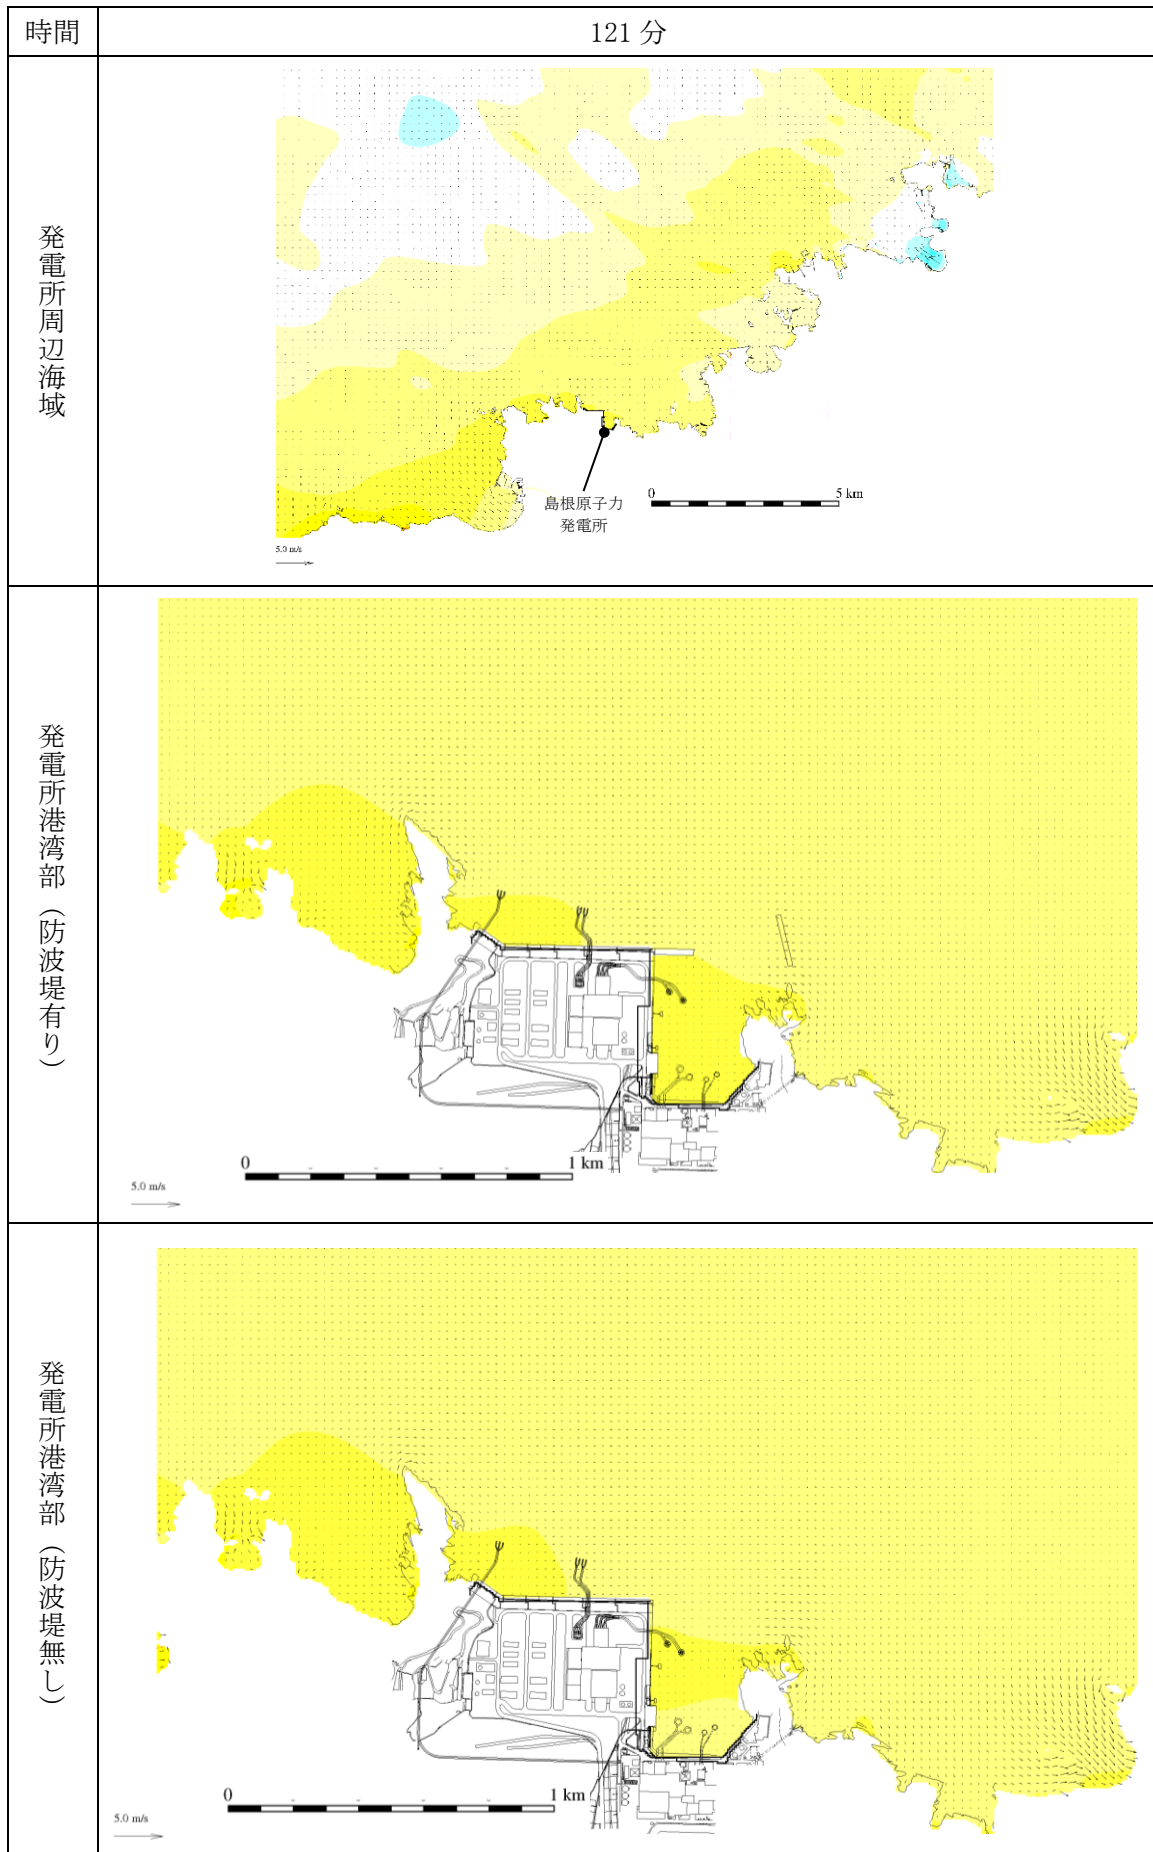 時間
121 分
発電所周辺海域
島根原子力
発電所
0
5 km
5.0 m/s
発電所港湾部（防波堤有り）
0
1 km
5.0 m/s
発電所港湾部（防波堤無し）
0
1 km
5.0 m/s